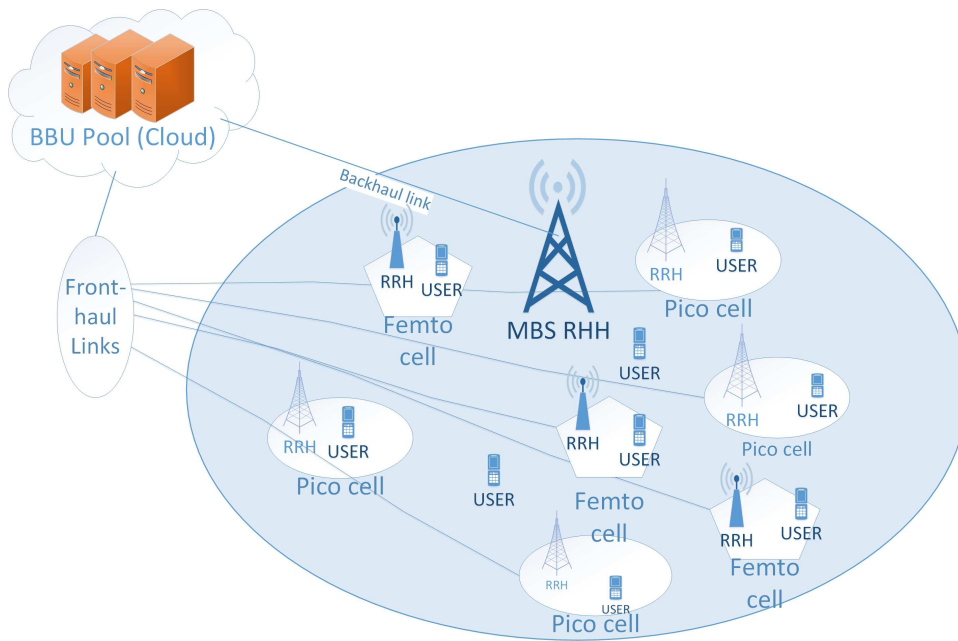 BBU Pool (Cloud)
Backhaul link
Front-
haul
Links
RRH
USER
Femto
cell
MBS RHH
RRH
USER
Pico cell
USER
RRH
USER
Pico cell
RRH
USER
Pico cell
RRH
USER
Femto
cell
USER
RRH
USER
Femto
cell
RRH
USER
Pico cell